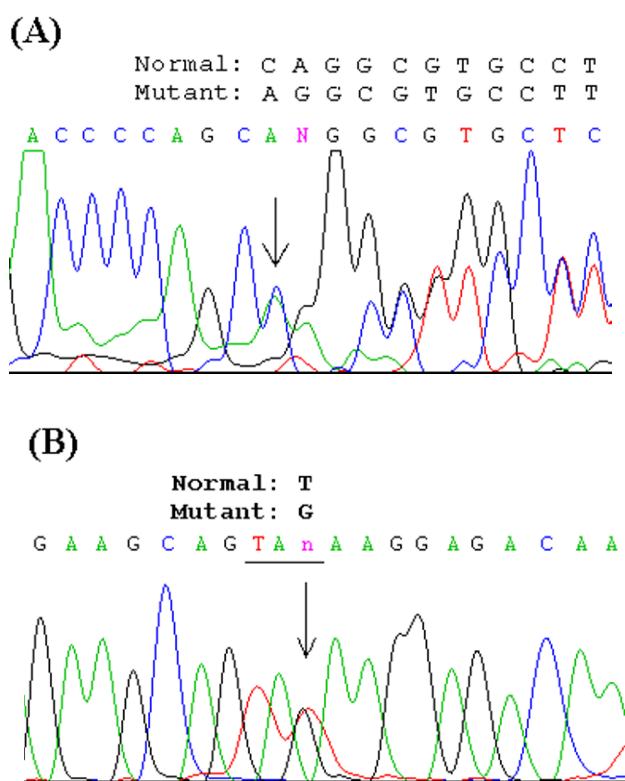 (A)
Normal: C A G G C G T G C C T
Mutant: A G G C G T G C C T T
A C C C C A G C A N G G C G T G C T C
(B)
Normal: T
Mutant: G
G A A G C A G T A n A A G G A G A C A A